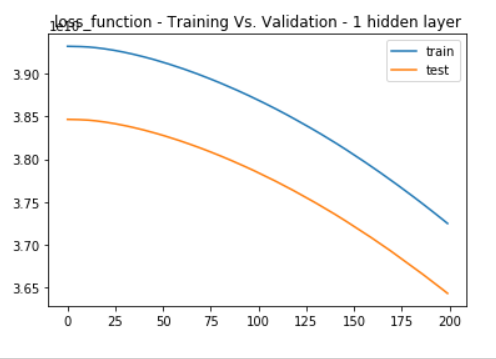 loss_function - Training Vs. Validation - 1 hidden layer
train
test
3.90
3.85
3.80
3.75
3.70
3.65
0 25 50 75 100 125 150 175 200